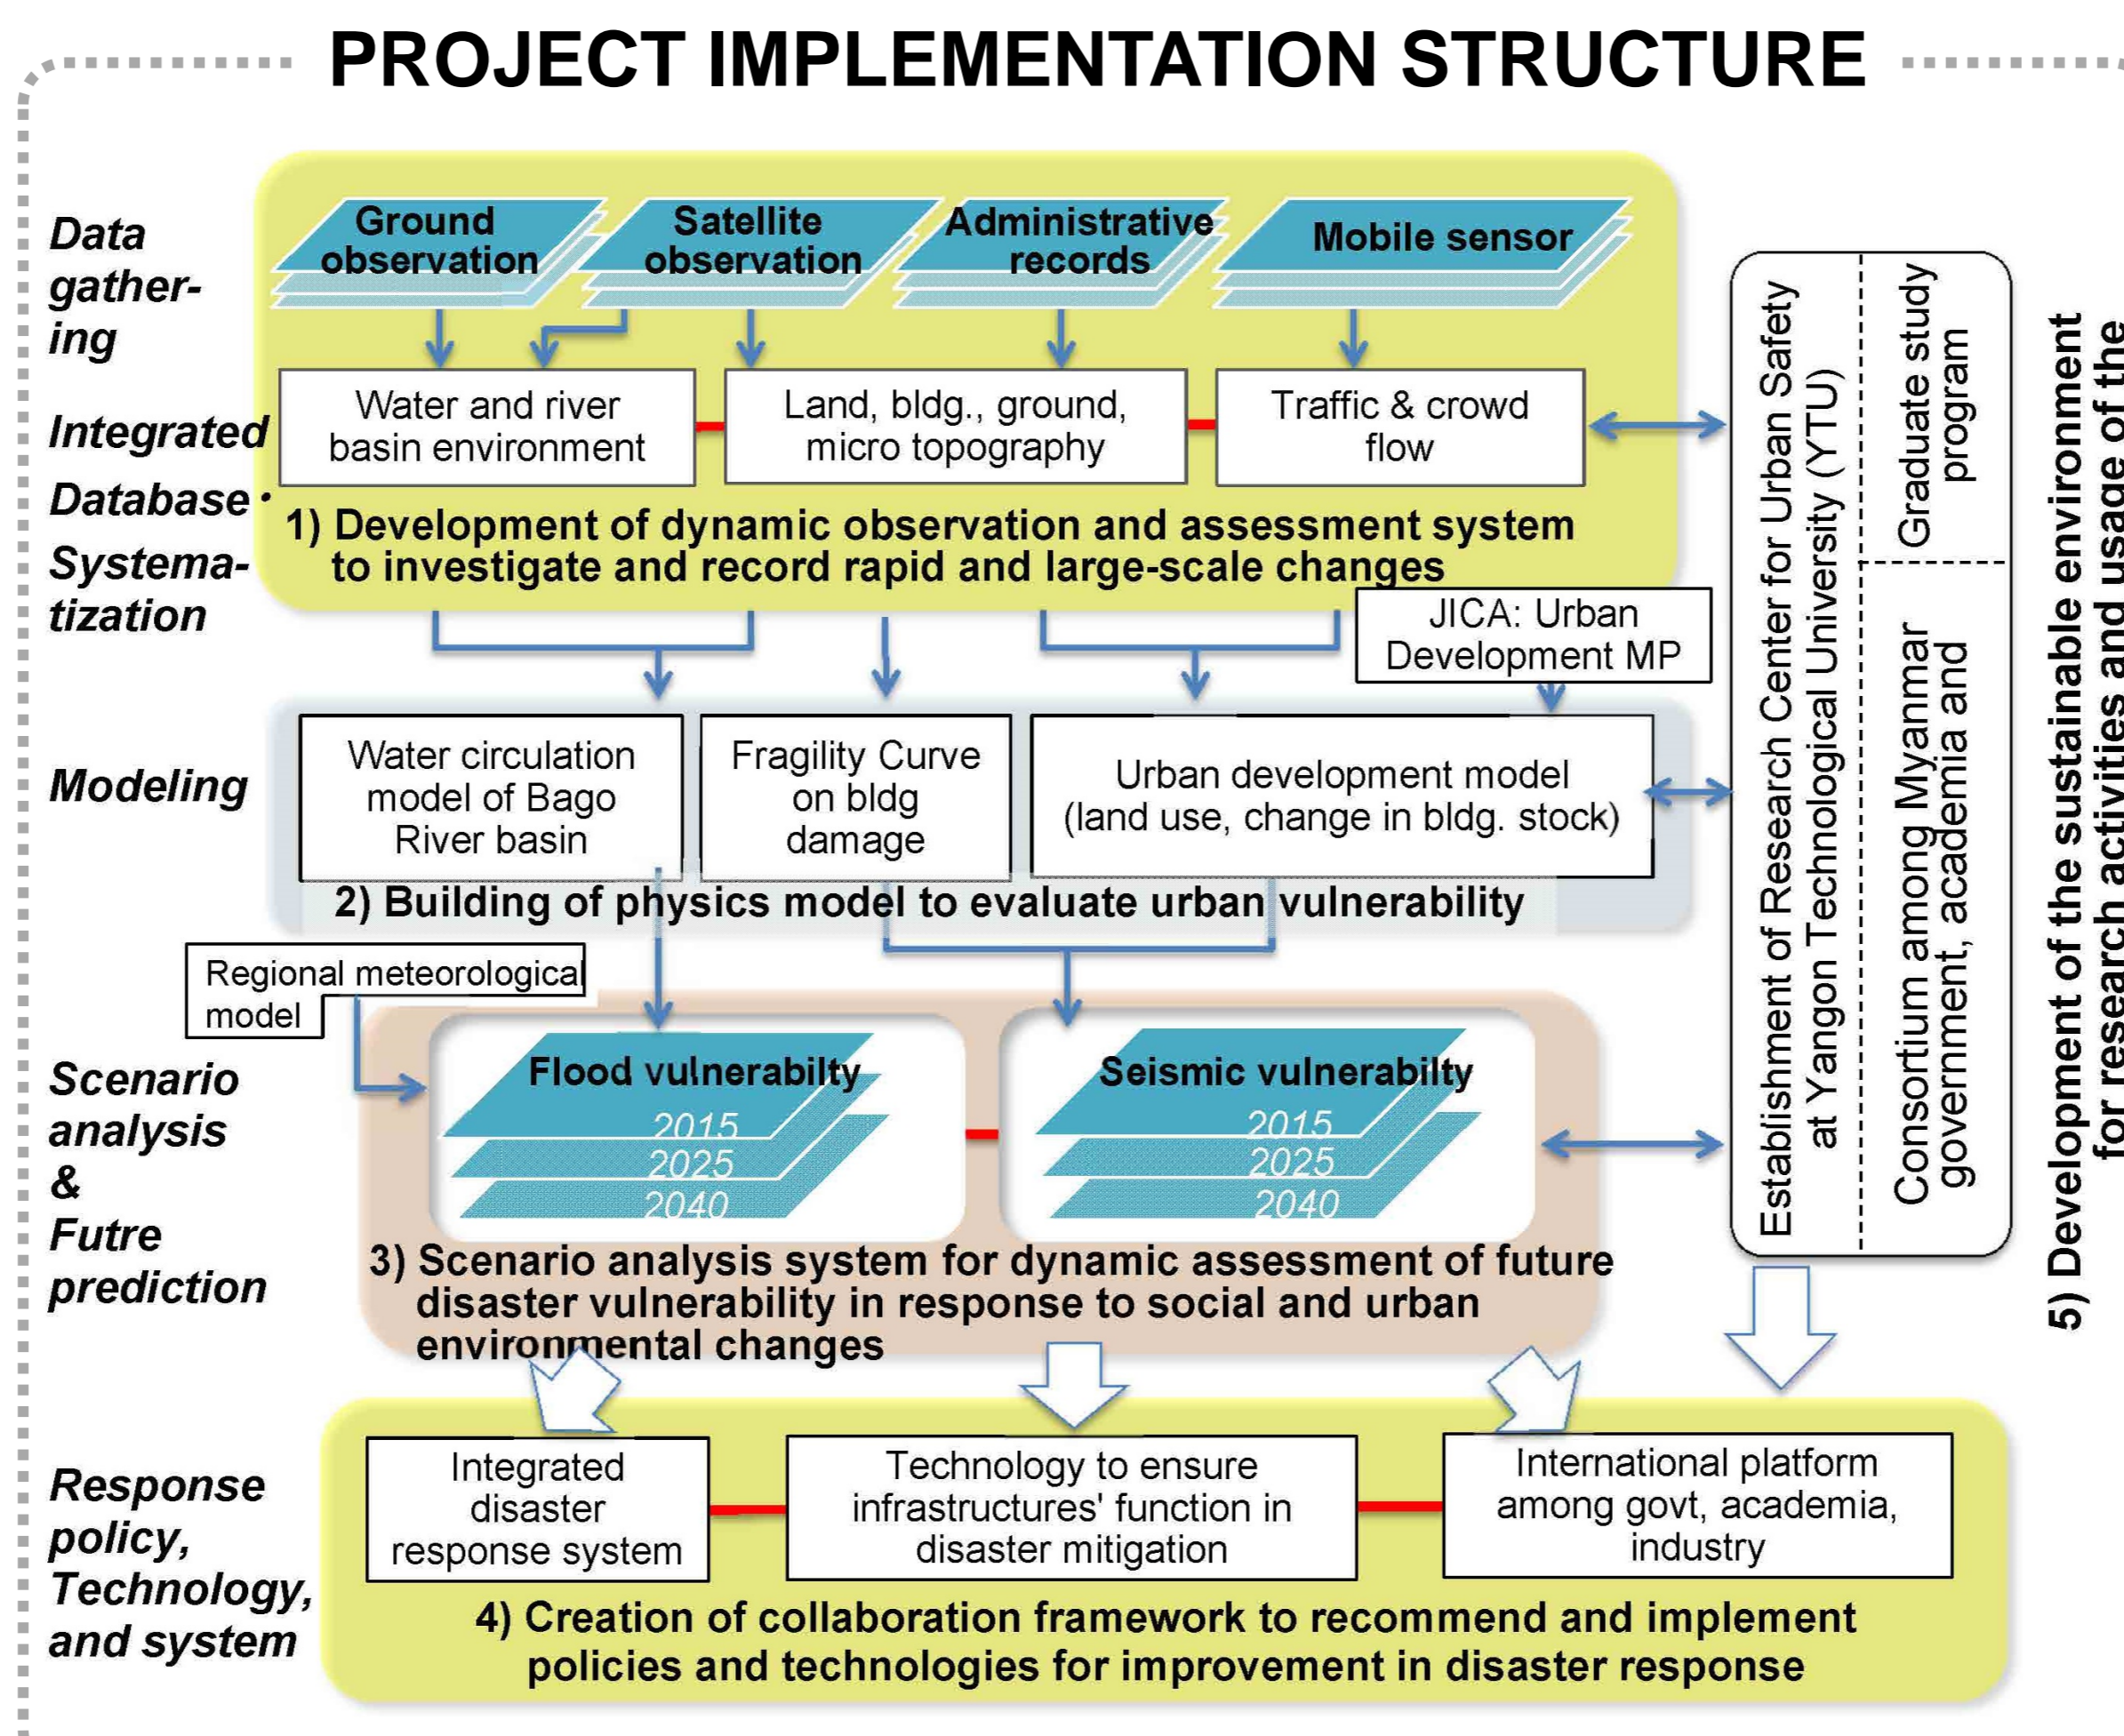 PROJECT IMPLEMENTATION STRUCTURE
Data
gather-
ing
Ground
observation
Satellite
observation
Administrative
records
Mobile sensor
Integrated
Database・
Systema-
tization
Water and river
basin environment
Land, bldg., ground,
micro topography
Traffic & crowd
flow
1) Development of dynamic observation and assessment system
to investigate and record rapid and large-scale changes
JICA: Urban
Development MP
Modeling
Water circulation
model of Bago
River basin
Fragility Curve
on bldg
damage
Urban development model
(land use, change in bldg. stock)
2) Building of physics model to evaluate urban vulnerability
Regional meteorological
model
Scenario
analysis
&
Futre
prediction
Flood vulnerabilty
2015
2025
2040
Seismic vulnerabilty
2015
2025
2040
3) Scenario analysis system for dynamic assessment of future
disaster vulnerability in response to social and urban
environmental changes
Response
policy,
Technology,
and system
Integrated
disaster
response system
Technology to ensure
infrastructures' function in
disaster mitigation
International platform
among govt, academia,
industry
4) Creation of collaboration framework to recommend and implement
policies and technologies for improvement in disaster response
Establishment of Research Center for Urban Safety
at Yangon Technological University (YTU)
Graduate study
program
Consortium among Myanmar
government, academia and
5) Development of the sustainable environment
for research activities and usage of the